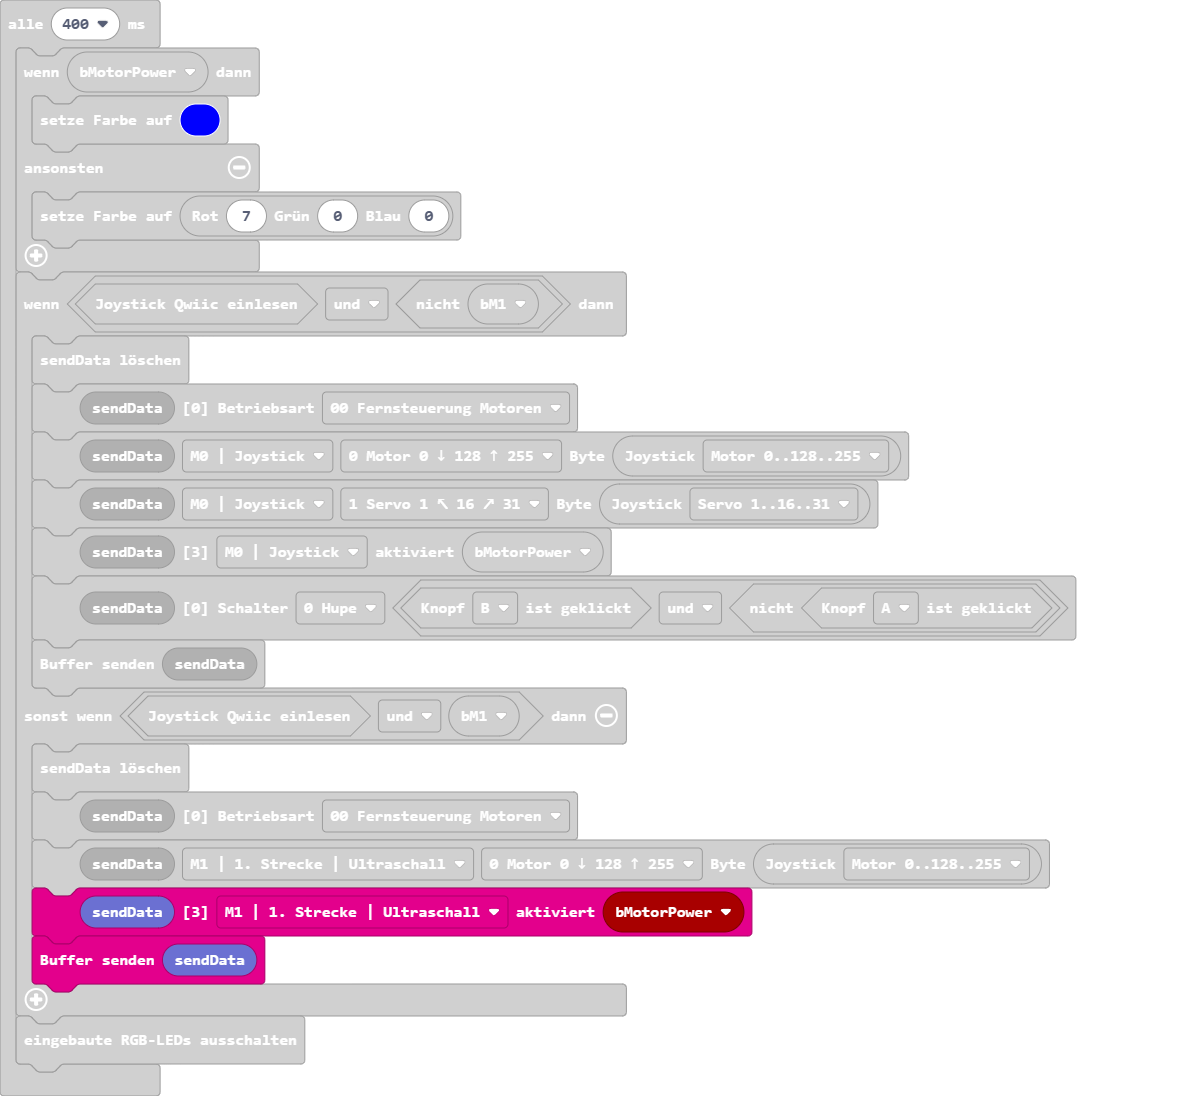 alle 400 ms
wenn bMotorPower dann
setze Farbe auf
ansonsten
setze Farbe auf Rot 7 Grün 0 Blau 0
wenn Joystick Qwiic einlesen und nicht bM1 dann
sendData löschen
sendData [0] Betriebsart 00 Fernsteuerung Motoren
sendData M0 | Joystick 0 Motor 0 ↓ 128 ↑ 255 Byte Joystick Motor 0..128..255
sendData M0 | Joystick 1 Servo 1 ↖ 16 ↗ 31 Byte Joystick Servo 1..16..31
sendData [3] M0 | Joystick aktiviert bMotorPower
sendData [0] Schalter 0 Hupe Knopf B ist geklickt und nicht Knopf A ist geklickt
Buffer senden sendData
sonst wenn Joystick Qwiic einlesen und bM1 dann
sendData löschen
sendData [0] Betriebsart 00 Fernsteuerung Motoren
sendData M1 | 1. Strecke | Ultraschall 0 Motor 0 ↓ 128 ↑ 255 Byte Joystick Motor 0..128..255
sendData [3] M1 | 1. Strecke | Ultraschall aktiviert bMotorPower
Buffer senden sendData
eingebaute RGB-LEDs ausschalten